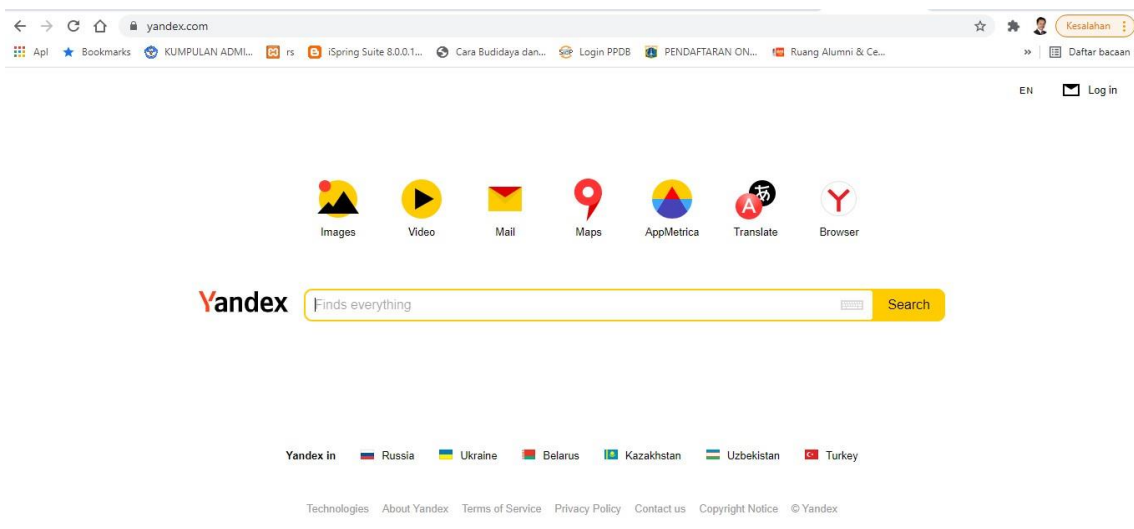 yandex.com Kesalahan
Apl Bookmarks KUMPULAN ADMI... rs iSpring Suite 8.0.0.1... Cara Budidaya dan... Login PPDB PENDAFTARAN ON... Ruang Alumni & Ce... » Daftar bacaan
EN Log in
Images Video Mail Maps AppMetrica Translate Browser
Yandex Finds everything Search
Yandex in Russia Ukraine Belarus Kazakhstan Uzbekistan Turkey
Technologies About Yandex Terms of Service Privacy Policy Contact us Copyright Notice © Yandex